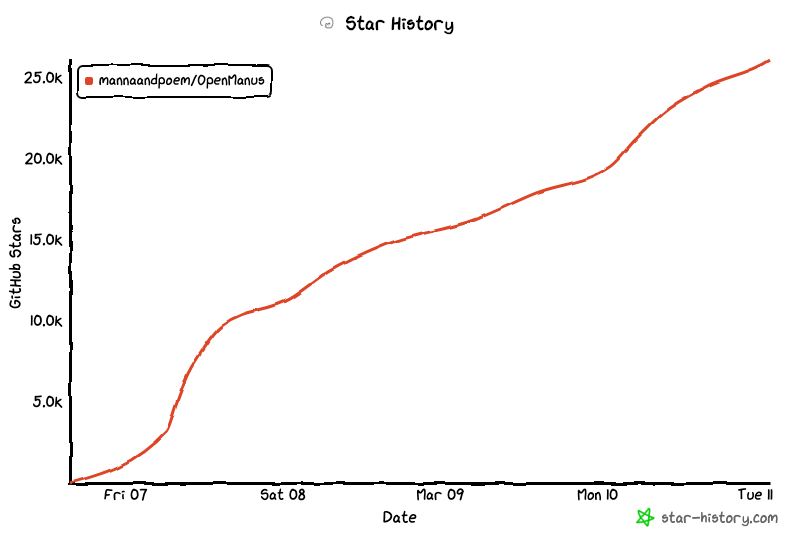 Star History
mannaandpoem/OpenManus
25.0k
20.0k
15.0k
10.0k
5.0k
GitHub Stars
Fri 07
Sat 08
Mar 09
Mon 10
Tue 11
Date
star-history.com